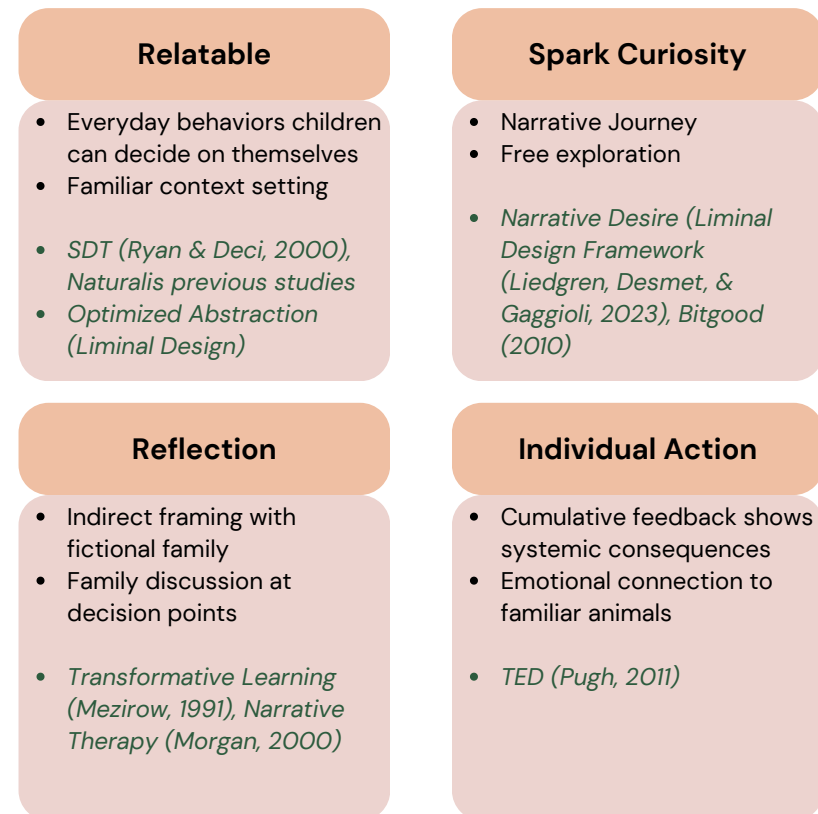 Relatable
• Everyday behaviors children
can decide on themselves
• Familiar context setting
• SDT (Ryan & Deci, 2000),
Naturalis previous studies
• Optimized Abstraction
(Liminal Design)
Spark Curiosity
• Narrative Journey
• Free exploration
• Narrative Desire (Liminal
Design Framework
(Liedgren, Desmet, &
Gaggioli, 2023), Bitgood
(2010)
Reflection
• Indirect framing with
fictional family
• Family discussion at
decision points
• Transformative Learning
(Mezirow, 1991), Narrative
Therapy (Morgan, 2000)
Individual Action
• Cumulative feedback shows
systemic consequences
• Emotional connection to
familiar animals
• TED (Pugh, 2011)